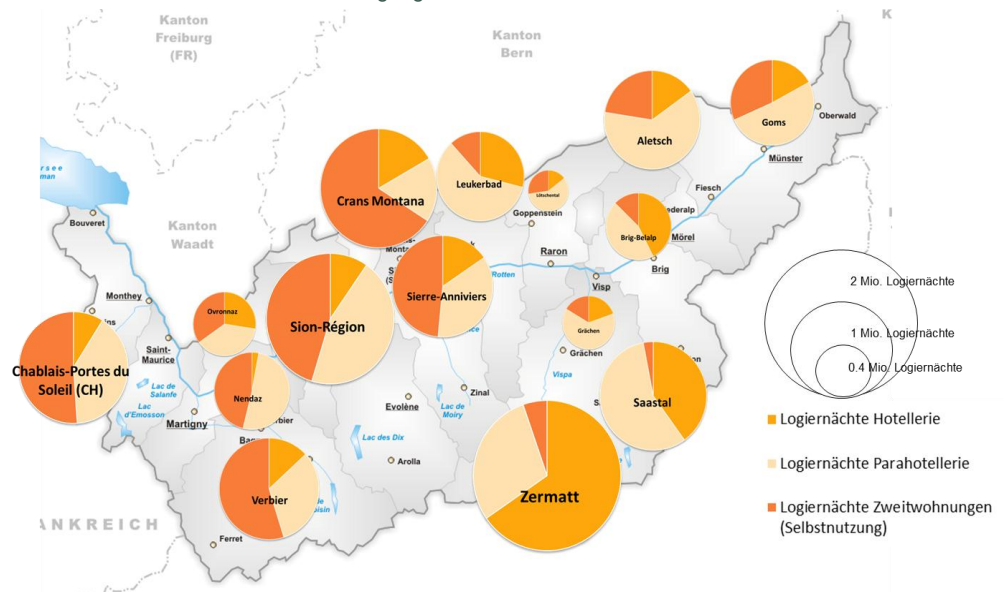 Kanton
Freiburg
(FR)
Kanton
Bern
K
Oberwald
Goms
Münster
Aletsch
Fiesch
Leukerbad
Lötschental
Crans Montana
Goppenstein
Brig-Belalp
Mörel
Brig
Bouveret
Kanton
Waadt
Raron
Visp
Rotten
Sierre-Anniviers
Monthey
Ovronnaz
Sion-Région
Grächen
Grächen
Saint-
Maurice
Chablais-Portes du
Soleil (CH)
Lac de
Salanfe
Lac
d'Emosson
Martigny
Nendaz
Evolène
Zinal
Lac de
Moiry
Vispa
Saastal
Lac des Dix
Arolla
Verbier
Zermatt
ANKREICH
Ferret
2 Mio. Logiernächte
1 Mio. Logiernächte
0.4 Mio. Logiernächte
Logiernächte Hotellerie
Logiernächte Parahotellerie
Logiernächte Zweitwohnungen
(Selbstnutzung)